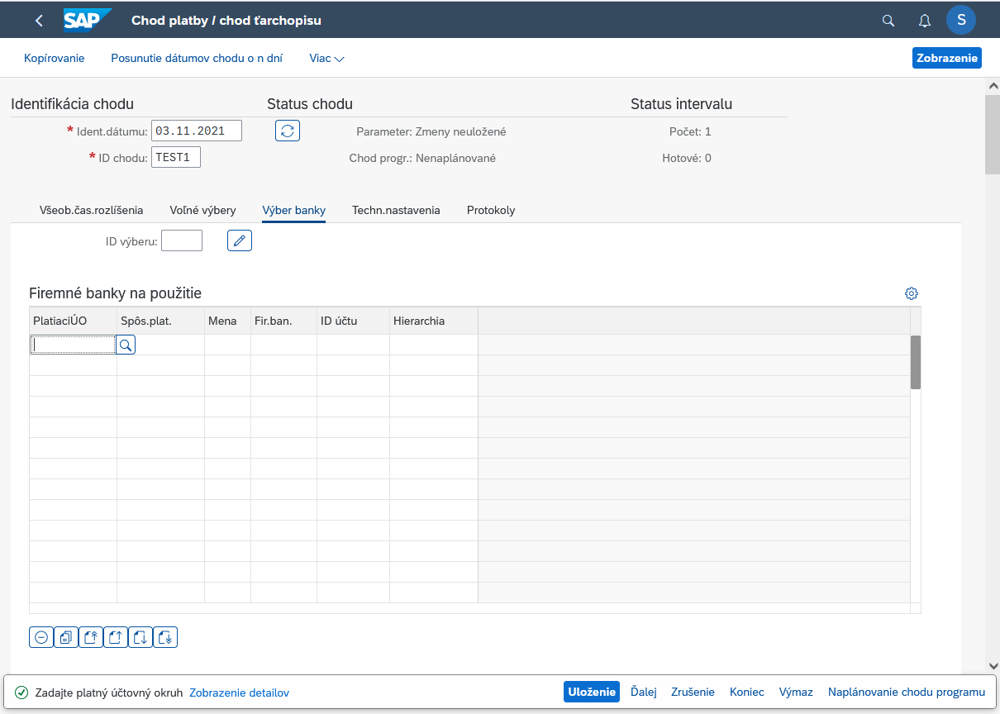 SAP Chod platby / chod ťarchopisu S
Kopírovanie Posunutie dátumov chodu o n dní Viac Zobrazenie
Identifikácia chodu Status chodu Status intervalu
* Ident.dátumu: 03.11.2021 Parameter: Zmeny neuložené Počet: 1
* ID chodu: TEST1 Chod progr.: Nenaplánované Hotové: 0
Všeob.čas.rozlíšenia Voľné výbery Výber banky Techn.nastavenia Protokoly
ID výberu:
Firemné banky na použitie
PlatiaciÚO Spôs.plat. Mena Fir.ban. ID účtu Hierarchia
Zadajte platný účtovný okruh Zobrazenie detailov Uloženie Ďalej Zrušenie Koniec Výmaz Naplánovanie chodu programu